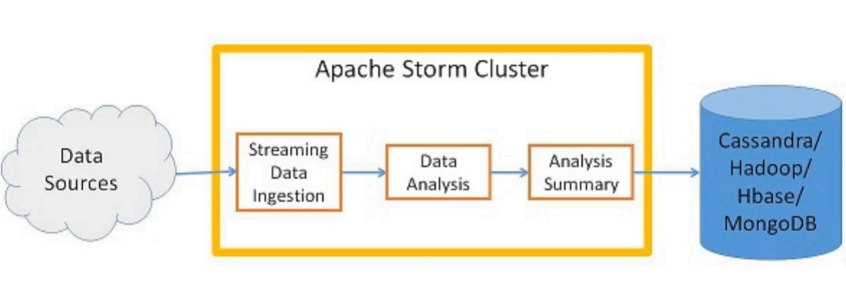 Apache Storm Cluster
Data
Sources
Streaming
Data
Ingestion
Data
Analysis
Analysis
Summary
Cassandra/
Hadoop/
Hbase/
MongoDB